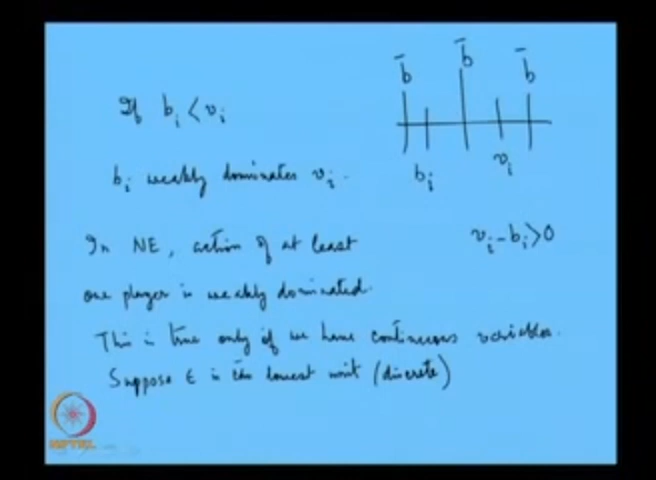 b̄ b̄ b̄
If bᵢ < vᵢ
bᵢ vᵢ
bᵢ weakly dominates vᵢ.
vᵢ - bᵢ > 0
In NE, action of at least
one player is weakly dominated.
This is true only if we have continuous variables.
Suppose ϵ is the lowest unit (discrete)
NPTEL